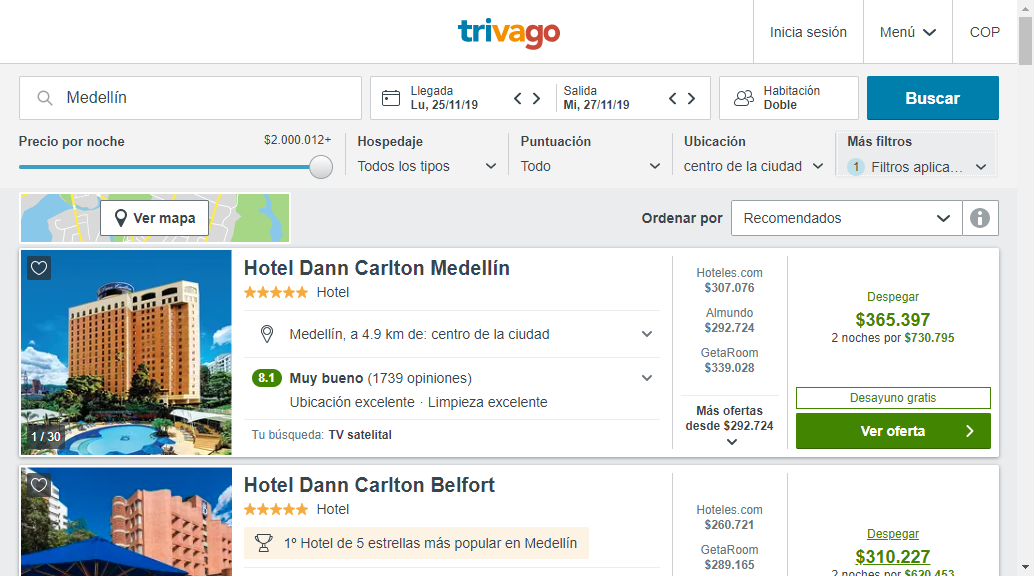 trivago
Inicia sesión
Menú
COP
Medellín
Llegada
Lu, 25/11/19
Salida
Mi, 27/11/19
Habitación
Doble
Buscar
Precio por noche
$2.000.012+
Hospedaje
Todos los tipos
Puntuación
Todo
Ubicación
centro de la ciudad
Más filtros
1 Filtros aplica...
Ver mapa
Ordenar por
Recomendados
Hotel Dann Carlton Medellín
Hotel
Medellín, a 4.9 km de: centro de la ciudad
8.1 Muy bueno (1739 opiniones)
Ubicación excelente · Limpieza excelente
Tu búsqueda: TV satelital
1 / 30
Hoteles.com
$307.076
Almundo
$292.724
GetaRoom
$339.028
Más ofertas
desde $292.724
Despegar
$365.397
2 noches por $730.795
Desayuno gratis
Ver oferta
Hotel Dann Carlton Belfort
Hotel
1º Hotel de 5 estrellas más popular en Medellín
Hoteles.com
$260.721
GetaRoom
$289.165
Despegar
$310.227
2 noches por $620.453